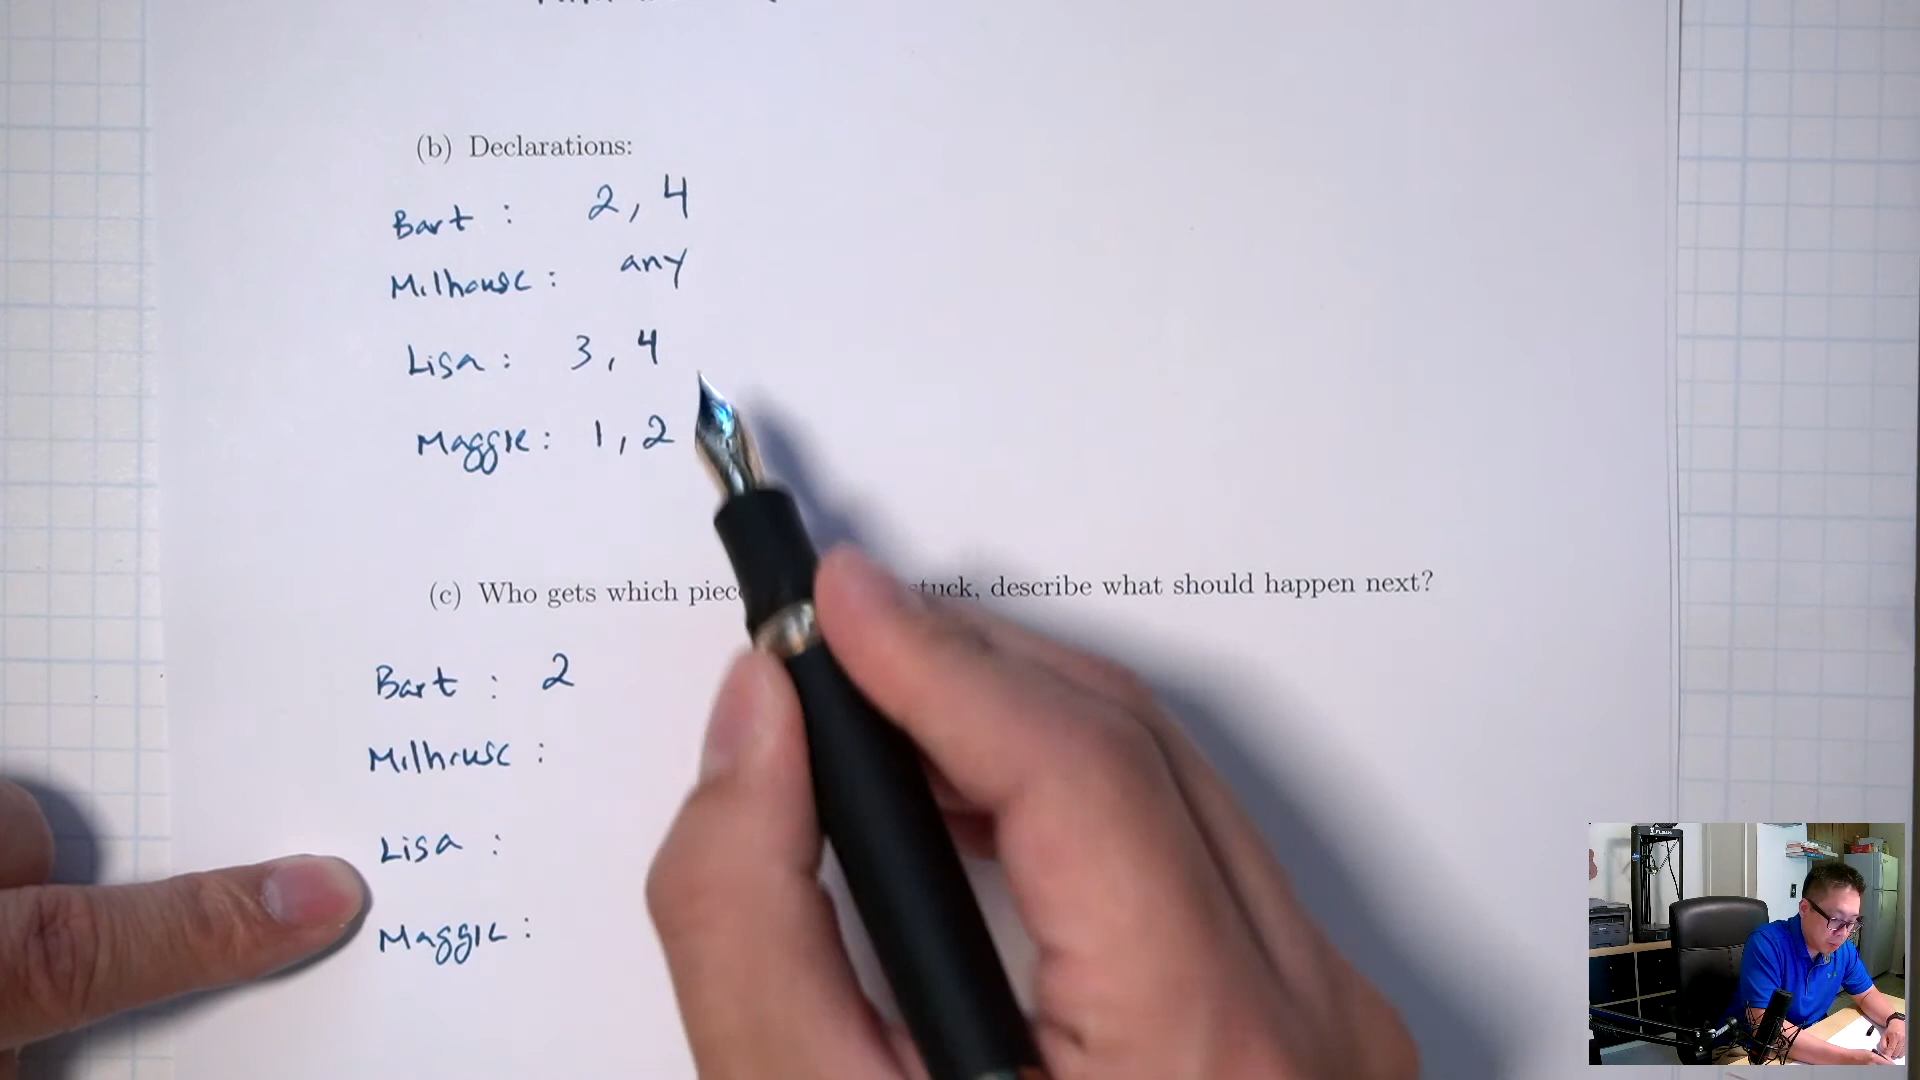 (b) Declarations:
Bart : 2, 4
Milhouse : any
Lisa : 3, 4
Maggie : 1, 2
(c) Who gets which stuck, describe what should happen next?
Bart : 2
Milhouse :
Lisa :
Maggie :